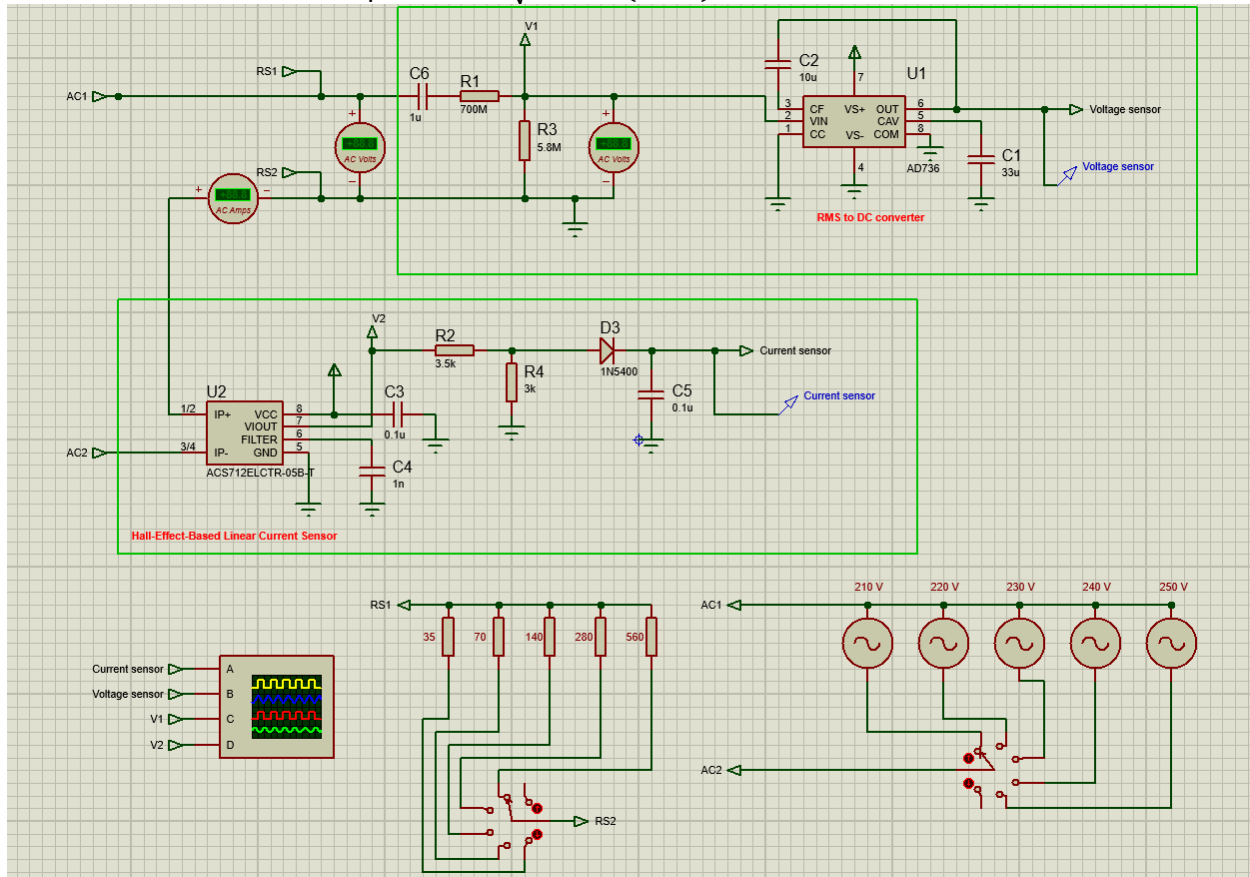 V1
RS1
AC1
C6
1u
R1
700M
C2
10u
U1
7
3 CF VS+ OUT 6
2 VIN CAV 5
1 CC VS- COM 8
4
AD736
Voltage sensor
Voltage sensor
C1
33u
RMS to DC converter
+
AC Volts
-
R3
5.8M
+
AC Volts
-
RS2
+
-
AC Amps
V2
R2
3.5k
D3
1N5400
Current sensor
R4
3k
C5
0.1u
Current sensor
U2
1/2 IP+ VCC 8
VIOUT 7
FILTER 6
3/4 IP- GND 5
ACS712ELCTR-05B-T
C3
0.1u
AC2
C4
1n
Hall-Effect-Based Linear Current Sensor
RS1
35 70 140 280 560
RS2
AC1
210 V 220 V 230 V 240 V 250 V
AC2
Current sensor A
Voltage sensor B
V1 C
V2 D